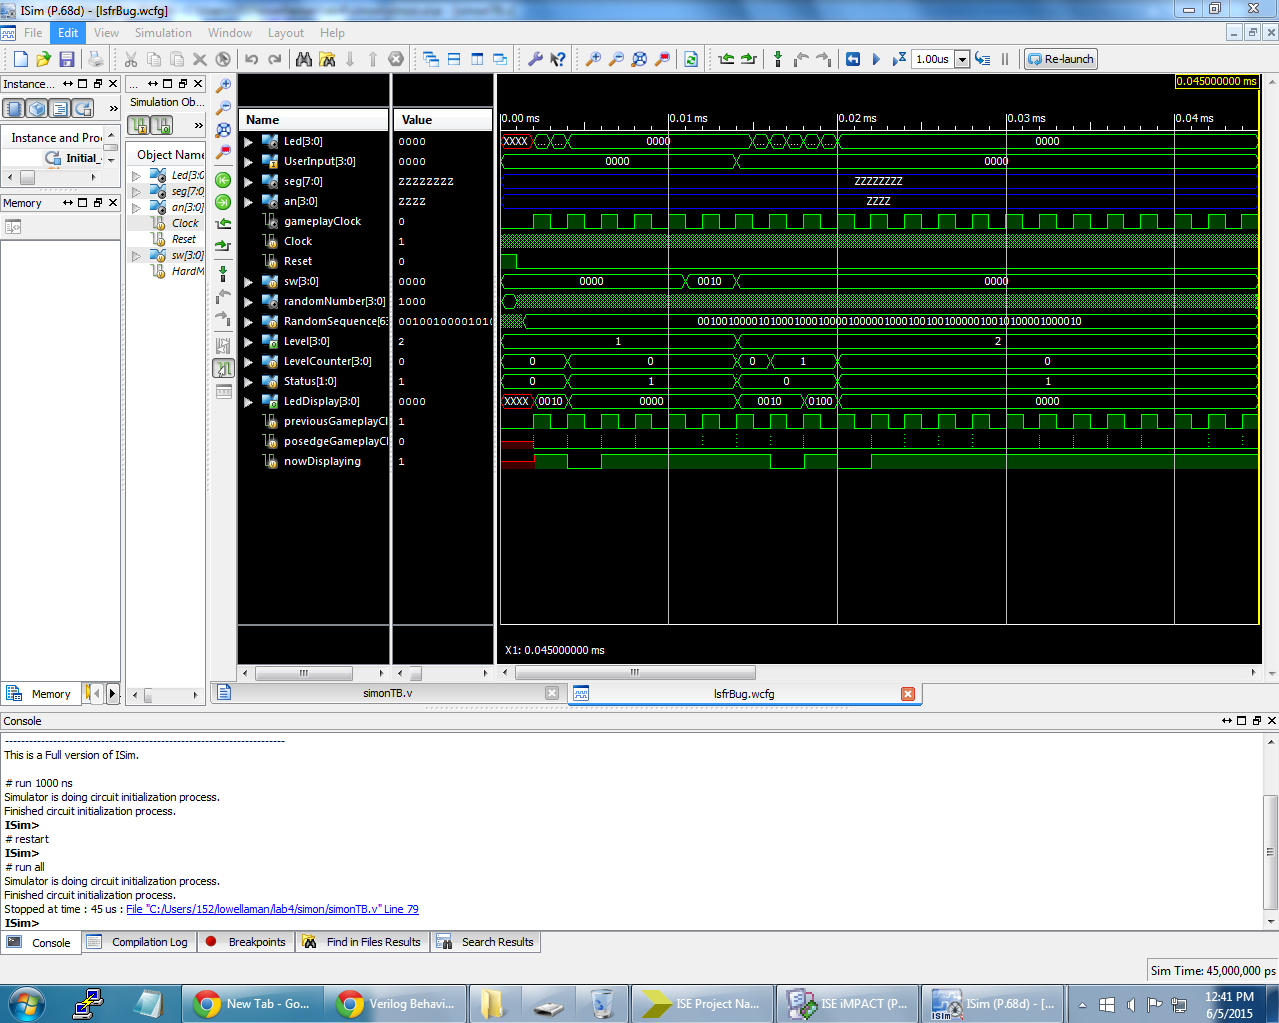 ISim (P.68d) - [lsfrBug.wcfg]
File Edit View Simulation Window Layout Help
1.00us Re-launch
Instance...
Simulation Ob...
Instance and Pro
Initial_
Object Name
Led[3:0
seg[7:0
an[3:0]
Clock
Reset
sw[3:0]
HardM
Memory
Memory
Name Value
0.045000000 ms
0.00 ms 0.01 ms 0.02 ms 0.03 ms 0.04 ms
Led[3:0] 0000 XXXX ... ... 0000 ... ... ... ... ... 0000
UserInput[3:0] 0000 0000 0000
seg[7:0] ZZZZZZZZ ZZZZZZZZ
an[3:0] ZZZZ ZZZZ
gameplayClock 0
Clock 1
Reset 0
sw[3:0] 0000 0000 0010 0000
randomNumber[3:0] 1000
LevelCounter[3:0] 0 0 0 0 1 0
Level[3:0] 2 1 2
Status[1:0] 1 0 1 0 1
LedDisplay[3:0] 0000 XXXX 0010 0000 0010 0100 0000
previousGameplayCl 1
posedgeGameplayCl 0
nowDisplaying 1
X1: 0.045000000 ms
simonTB.v lsfrBug.wcfg
Console
This is a Full version of ISim.
# run 1000 ns
Simulator is doing circuit initialization process.
Finished circuit initialization process.
ISim>
# restart
ISim>
# run all
Simulator is doing circuit initialization process.
Finished circuit initialization process.
Stopped at time : 45 us : File "C:/Users/152/lowellaman/lab4/simon/simonTB.v" Line 79
ISim>
Console Compilation Log Breakpoints Find in Files Results Search Results
Sim Time: 45,000,000 ps
New Tab - Go... Verilog Behavi... ISE Project Na... ISE iMPACT (P... ISim (P.68d) - [...
12:41 PM
6/5/2015